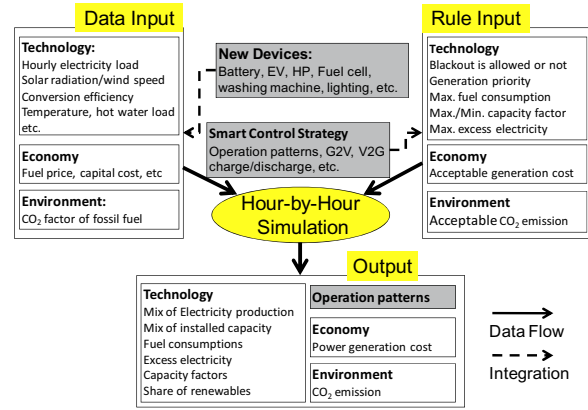 Data Input
Technology:
Hourly electricity load
Solar radiation/wind speed
Conversion efficiency
Temperature, hot water load
etc.
Economy
Fuel price, capital cost, etc
Environment:
CO₂ factor of fossil fuel
New Devices:
Battery, EV, HP, Fuel cell,
washing machine, lighting, etc.
Smart Control Strategy
Operation patterns, G2V, V2G
charge/discharge, etc.
Rule Input
Technology
Blackout is allowed or not
Generation priority
Max. fuel consumption
Max./Min. capacity factor
Max. excess electricity
Economy
Acceptable generation cost
Environment
Acceptable CO₂ emission
Hour-by-Hour
Simulation
Output
Technology
Mix of Electricity production
Mix of installed capacity
Fuel consumptions
Excess electricity
Capacity factors
Share of renewables
Operation patterns
Economy
Power generation cost
Environment
CO₂ emission
Data Flow
Integration